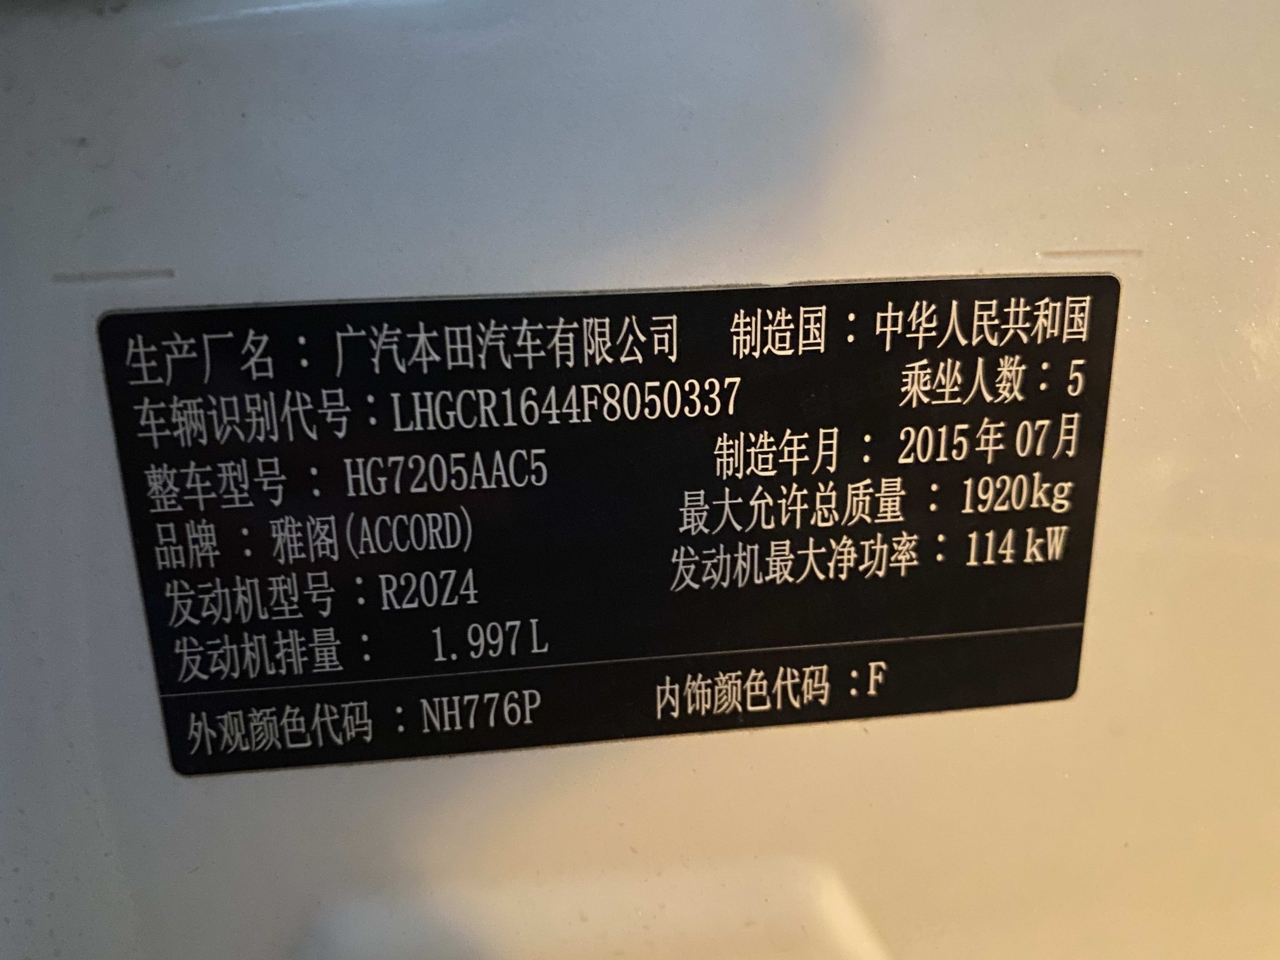 生产厂名：广汽本田汽车有限公司 制造国：中华人民共和国
车辆识别代号：LHGCR1644F8050337 乘坐人数：5
整车型号：HG7205AAC5 制造年月：2015年07月
品牌：雅阁(ACCORD) 最大允许总质量：1920kg
发动机型号：R20Z4 发动机最大净功率：114kW
发动机排量：1.997L
外观颜色代码：NH776P 内饰颜色代码：F